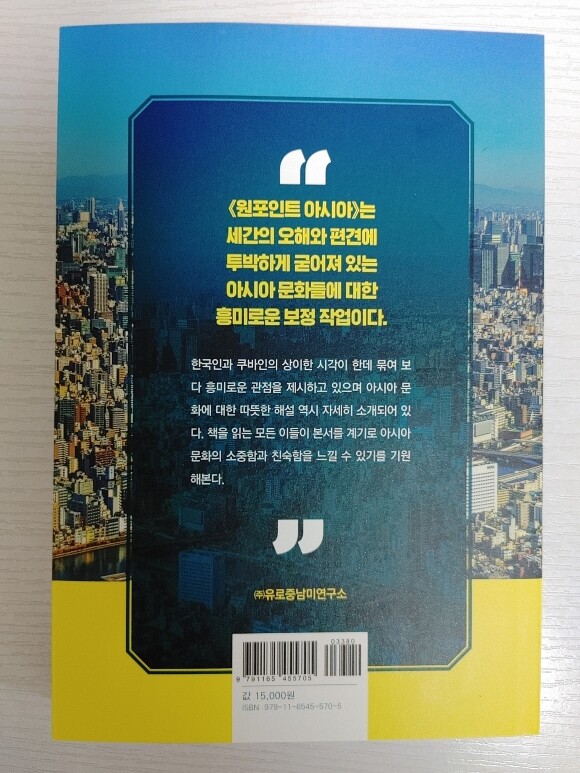 “
《원포인트 아시아》는
세간의 오해와 편견에
투박하게 굳어져 있는
아시아 문화들에 대한
흥미로운 보정 작업이다.
한국인과 쿠바인의 상이한 시각이 한데 묶여 보
다 흥미로운 관점을 제시하고 있으며 아시아 문
화에 대한 따뜻한 해설 역시 자세히 소개되어 있
다. 책을 읽는 모든 이들이 본서를 계기로 아시아
문화의 소중함과 친숙함을 느낄 수 있기를 기원
해본다.
”
㈜유로중남미연구소
03380
9 791165 455705
값 15,000원
ISBN 979-11-6545-570-5